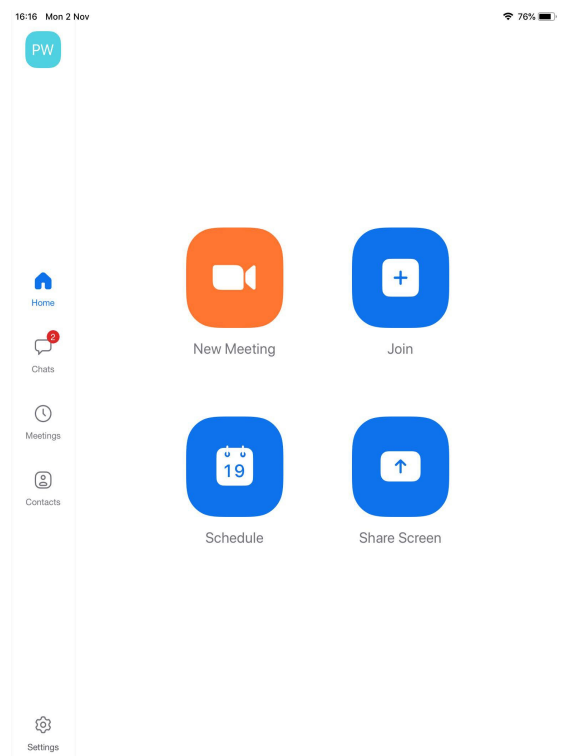 16:16 Mon 2 Nov
76%
PW
Home
2
Chats
Meetings
Contacts
New Meeting
Join
19
Schedule
Share Screen
Settings